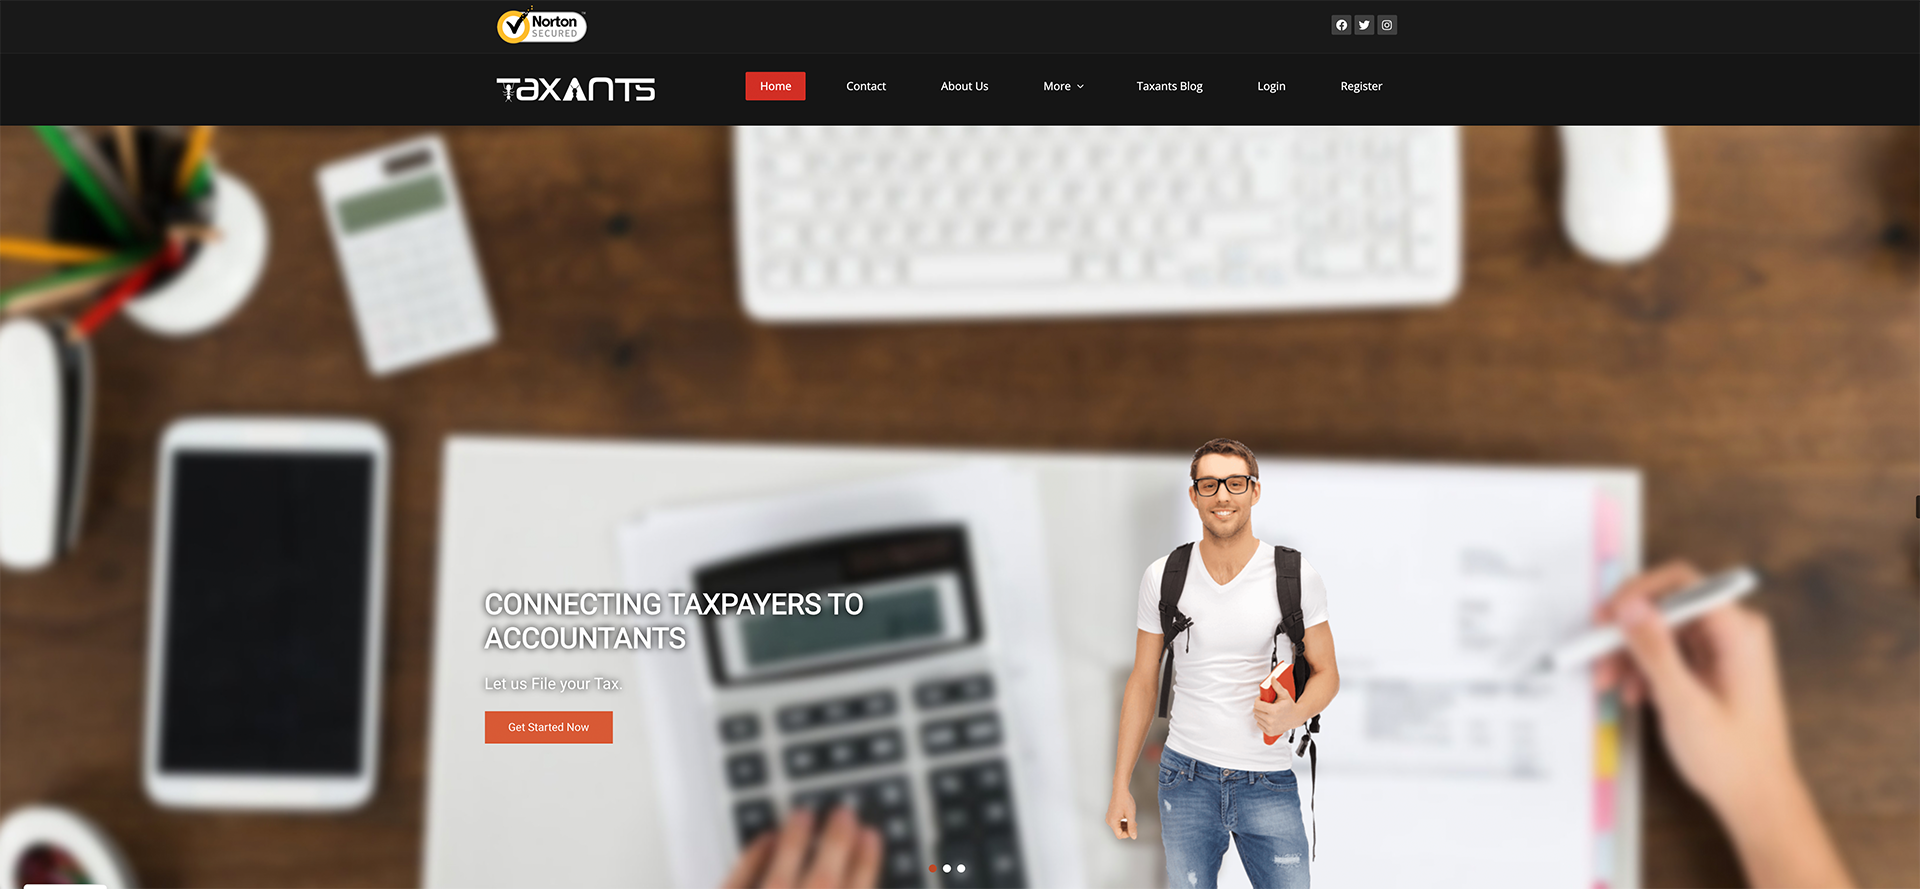 Norton
SECURED
TAXANTS
Home
Contact
About Us
More
Taxants Blog
Login
Register
CONNECTING TAXPAYERS TO
ACCOUNTANTS
Let us File your Tax.
Get Started Now